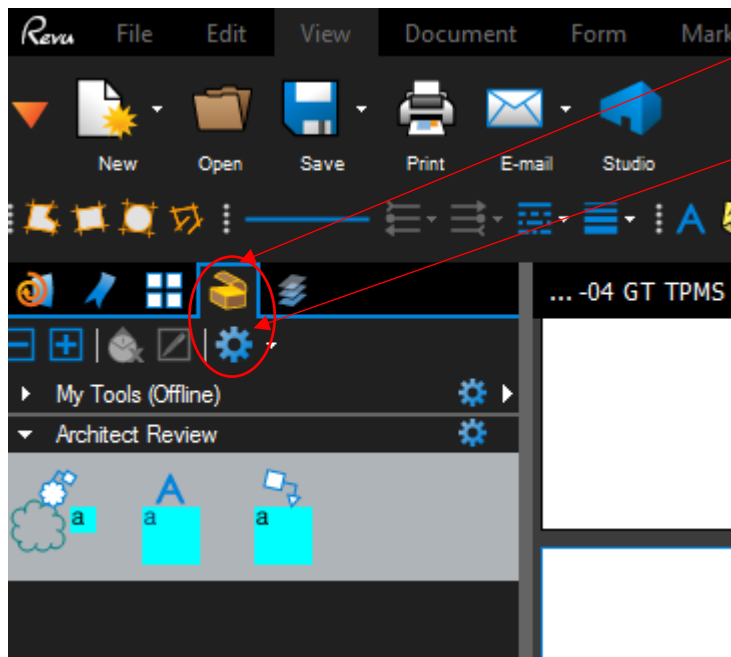 Revu File Edit View Document Form Mark
New Open Save Print E-mail Studio
A
... -04 GT TPMS
My Tools (Offline)
Architect Review
A
a a a